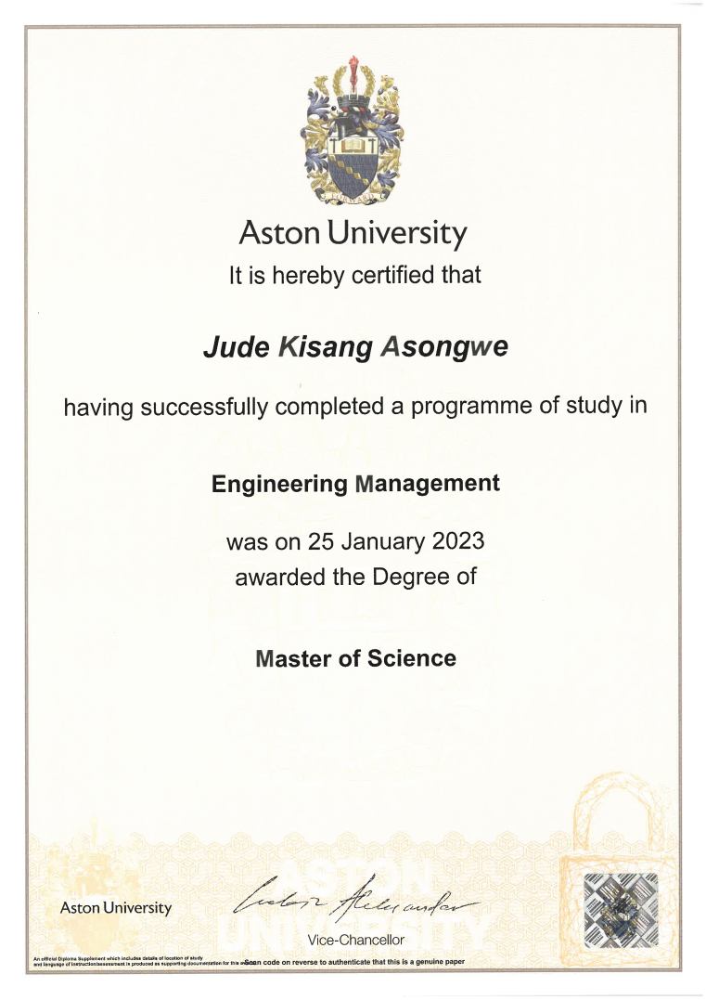 FORWARD
Aston University
It is hereby certified that
Jude Kisang Asongwe
having successfully completed a programme of study in
Engineering Management
was on 25 January 2023
awarded the Degree of
Master of Science
ASTON
UNIVERSITY
Aston University
Vice-Chancellor
An official Diploma Supplement which includes details of location of study
and language of instruction/assessment is produced as supporting documentation for this
Scan code on reverse to authenticate that this is a genuine paper